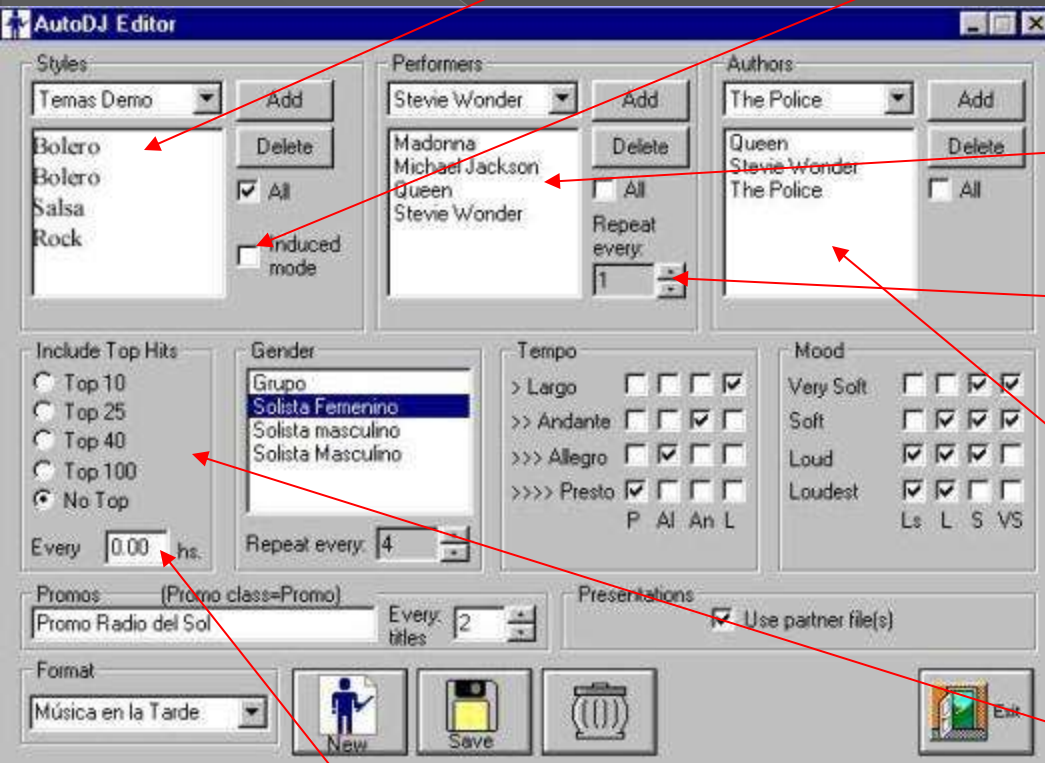 AutoDJ Editor
Styles
Temas Demo
Add
Bolero
Bolero
Salsa
Rock
Delete
All
Induced
mode
Performers
Stevie Wonder
Add
Madonna
Michael Jackson
Queen
Stevie Wonder
Delete
All
Repeat
every:
1
Authors
The Police
Add
Queen
Stevie Wonder
The Police
Delete
All
Include Top Hits
Top 10
Top 25
Top 40
Top 100
No Top
Every 0.00 hs.
Gender
Grupo
Solista Femenino
Solista masculino
Solista Masculino
Repeat every: 4
Tempo
> Largo
>> Andante
>>> Allegro
>>>> Presto
P Al An L
Mood
Very Soft
Soft
Loud
Loudest
Ls L S VS
Promos (Promo class=Promo)
Promo Radio del Sol
Every:
titles
2
Presentations
Use partner file(s)
Format
Música en la Tarde
New
Save
Exit